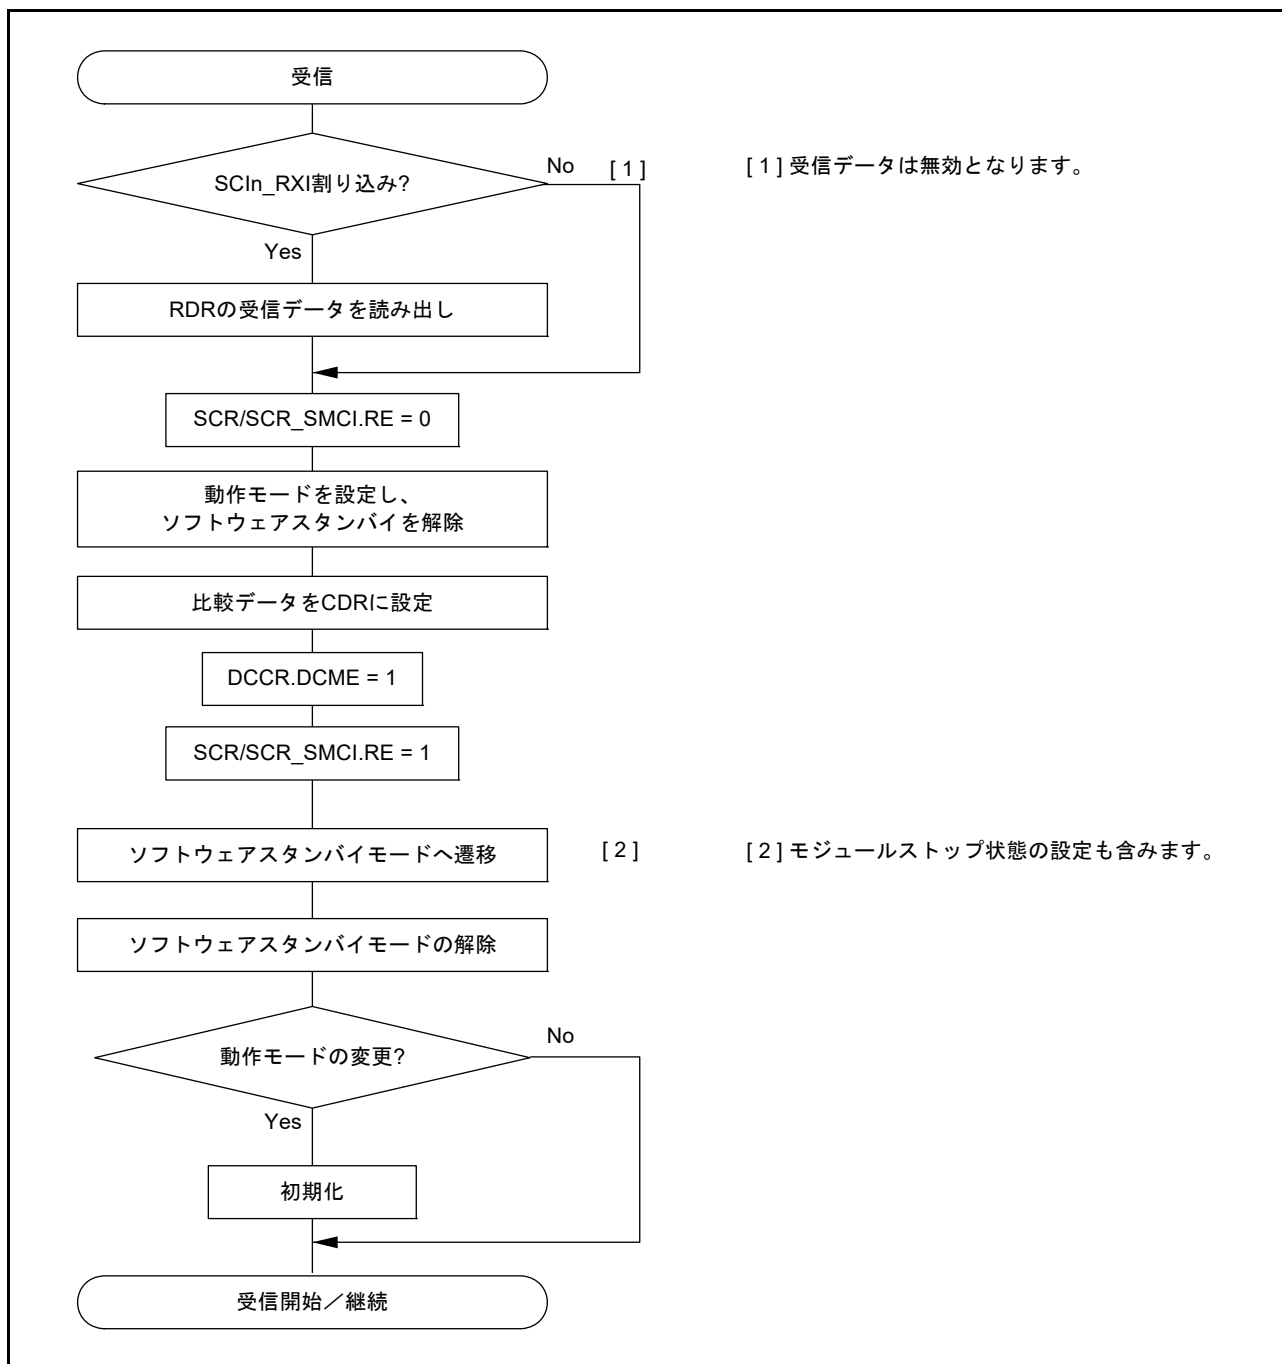 受信
SCIn_RXI割り込み?
No
[ 1 ]
[ 1 ] 受信データは無効となります。
Yes
RDRの受信データを読み出し
SCR/SCR_SMCI.RE = 0
動作モードを設定し、
ソフトウェアスタンバイを解除
比較データをCDRに設定
DCCR.DCME = 1
SCR/SCR_SMCI.RE = 1
ソフトウェアスタンバイモードへ遷移
[ 2 ]
[ 2 ] モジュールストップ状態の設定も含みます。
ソフトウェアスタンバイモードの解除
動作モードの変更?
No
Yes
初期化
受信開始／継続